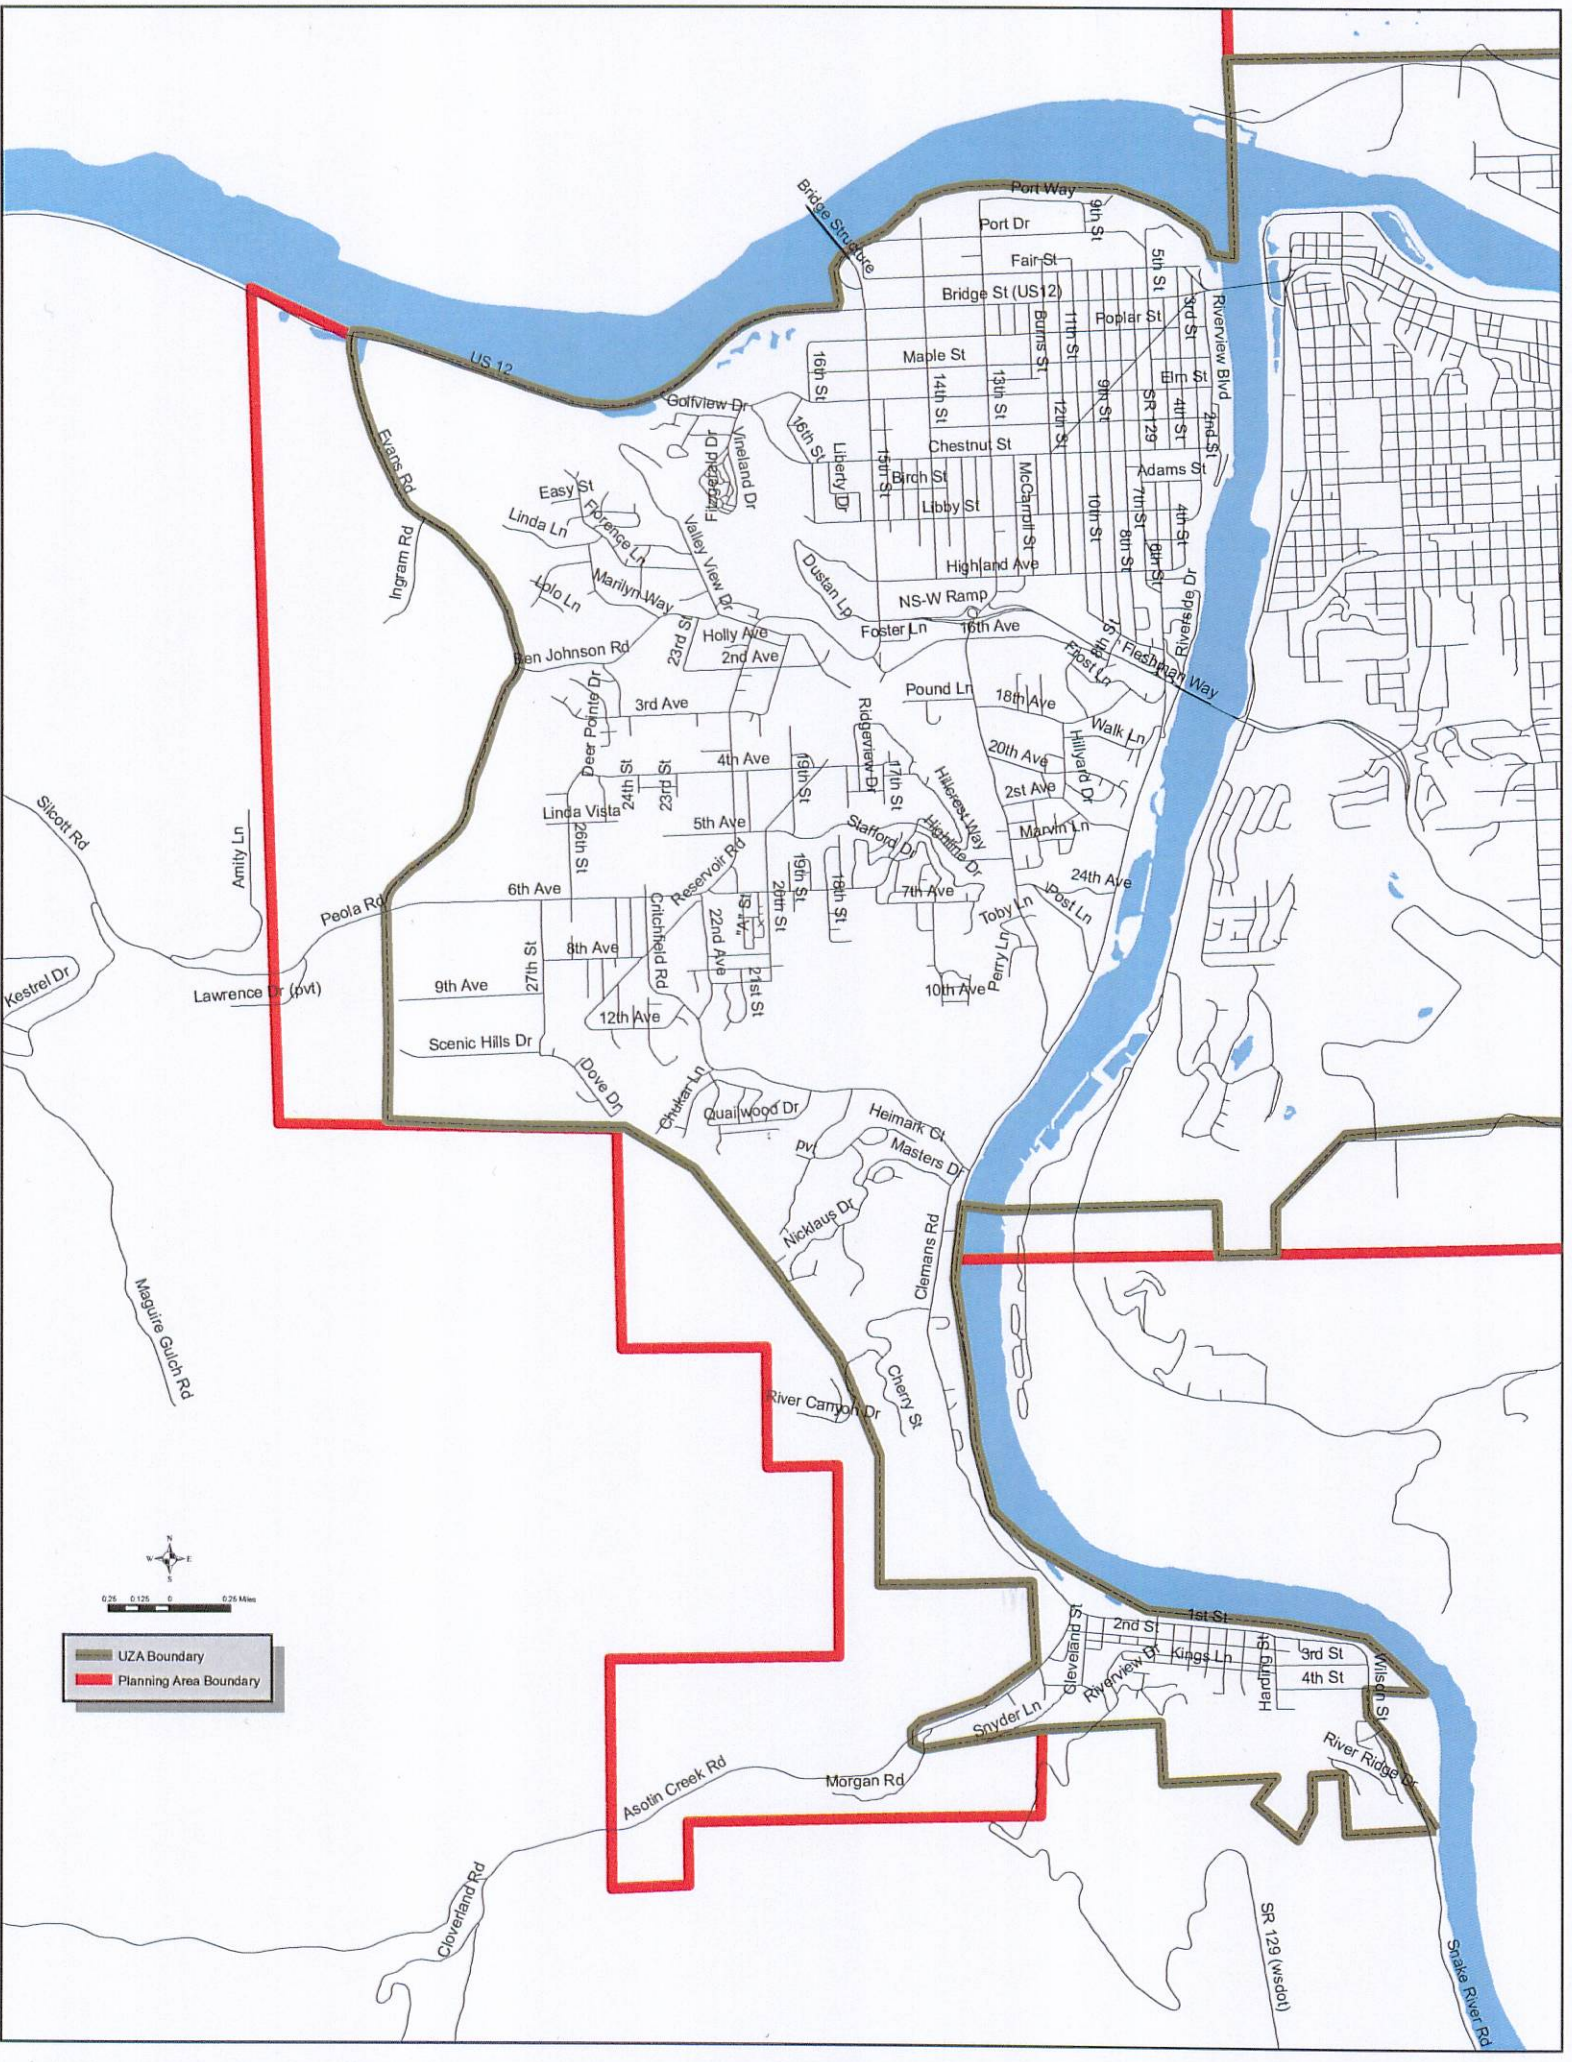 Port Way
Bridge Structure
9th St
Port Dr
5th St
Fair St
Bridge St (US12)
3rd St
Riverview Blvd
Burns St
11th St
Poplar St
US 12
16th St
Maple St
14th St
13th St
9th St
Elm St
Golfview Dr
12th St
SR 129
4th St
2nd St
16th St
Evans Rd
Fitzgerald Dr
Vineland Dr
Liberty Dr
15th St
Chestnut St
Birch St
McCarroll St
Adams St
Easy St
Libby St
10th St
7th St
4th St
Linda Ln
Florence Ln
Valley View Dr
8th St
6th St
Ingram Rd
Highland Ave
Lolo Ln
Marilyn Way
Dustan Lp
NS-W Ramp
Riverside Dr
23rd St
Holly Ave
Foster Ln
16th Ave
8th St
Ben Johnson Rd
2nd Ave
Frost Ln
Fleshman Way
Deer Pointe Dr
3rd Ave
Ridgeview Dr
Pound Ln
18th Ave
Walk Ln
4th Ave
19th St
17th St
20th Ave
Hillyard Dr
24th St
23rd St
Hillcrest Way
2st Ave
Linda Vista
5th Ave
Stafford Dr
Highline Dr
Marvin Ln
Silcott Rd
Amity Ln
26th St
Reservoir Rd
19th St
18th St
24th Ave
6th Ave
20th St
7th Ave
Peola Rd
Critchfield Rd
22nd Ave
"A" St
Toby Ln
Post Ln
8th Ave
27th St
21st St
Perry Ln
Kestrel Dr
Lawrence Dr (pvt)
9th Ave
10th Ave
12th Ave
Scenic Hills Dr
Dove Dr
Chukar Ln
Quailwood Dr
Heimark Ct
pvt
Masters Dr
Nicklaus Dr
Clemans Rd
Maguire Gulch Rd
Cherry St
River Canyon Dr
N
W E
S
0.25 0.125 0 0.25 Miles
UZA Boundary
Planning Area Boundary
1st St
Cleveland St
2nd St
Riverview Dr
Kings Ln
Harding St
3rd St
4th St
Wilson St
Snyder Ln
River Ridge Dr
Asotin Creek Rd
Morgan Rd
Cloverland Rd
SR 129 (wsdot)
Snake River Rd